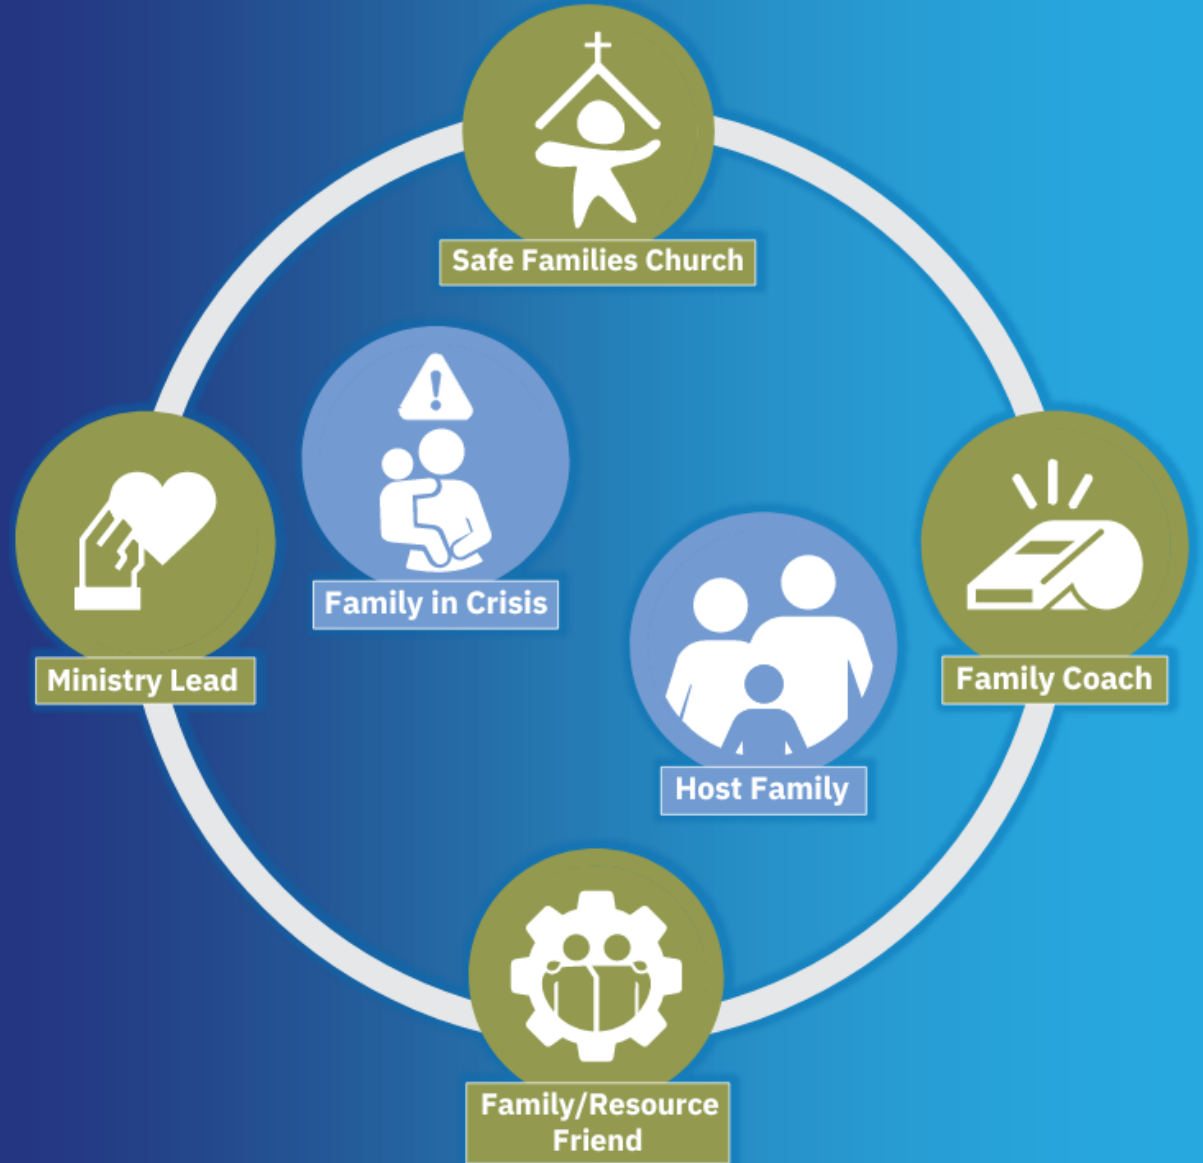 Safe Families Church
Family in Crisis
Ministry Lead
Family Coach
Host Family
Family/Resource
Friend